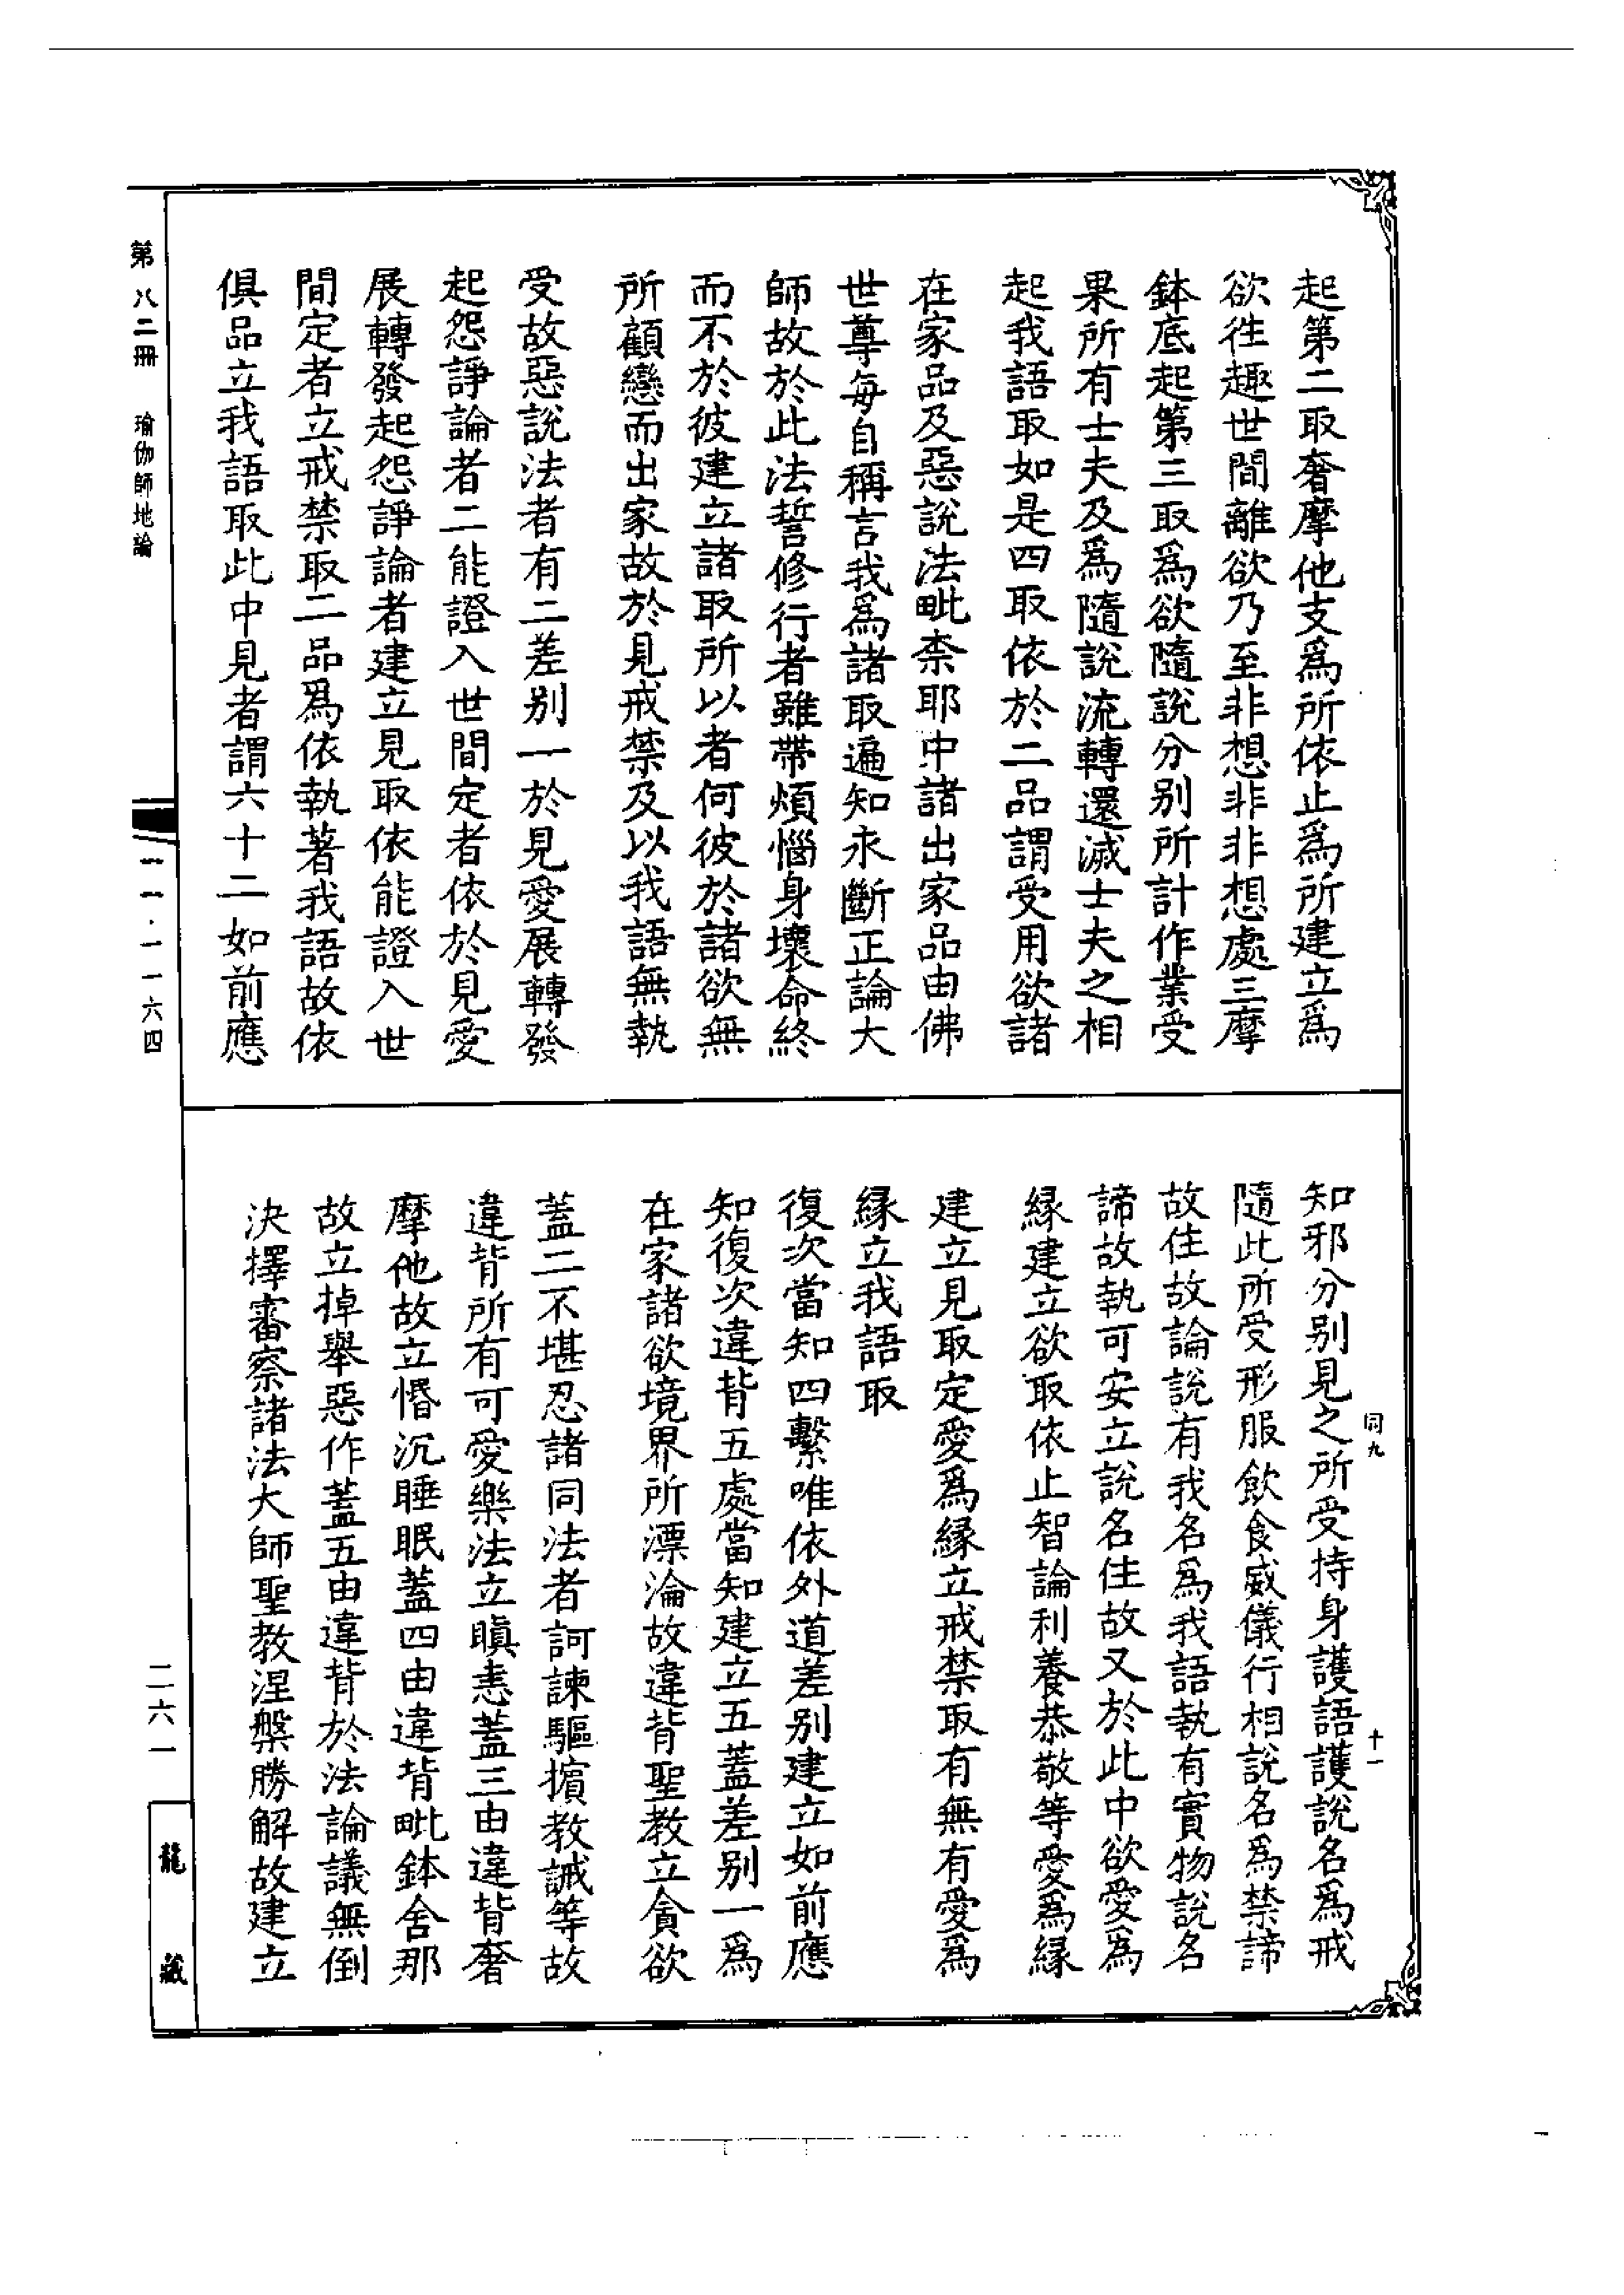 起第二取奢摩他支爲所依止爲所建立爲
欲往趣世間離欲乃至非想非非想處三摩
鉢底起第三取爲欲隨說分別所計作業受
果所有士夫及爲隨說流轉還滅士夫之相
起我語取如是四取依於二品謂受用欲諸
在家品及惡說法毗柰耶中諸出家品由佛
世尊每自稱言我爲諸取遍知永斷正論大
師故於此法誓修行者雖帶煩惱身壞命終
而不於彼建立諸取所以者何彼於諸欲無
所顧戀而出家故於見戒禁及以我語無執
受故惡說法者有二差別一於見愛展轉發
起怨諍論者二能證入世間定者依於見愛
展轉發起怨諍論者建立見取依能證入世
間定者立戒禁取二品爲依執著我語故依
俱品立我語取此中見者謂六十二如前應
知邪分別見之所受持身護語護說名爲戒
隨此所受形服飲食威儀行相說名爲禁諦
故住故論說有我名爲我語執有實物說名
諦故執可安立說名住故又於此中欲愛爲
緣建立欲取依止智論利養恭敬等愛爲緣
建立見取定愛爲緣立戒禁取有無有愛爲
緣立我語取
復次當知四繫唯依外道差別建立如前應
知復次違背五處當知建立五蓋差別一爲
在家諸欲境界所漂淪故違背聖教立貪欲
蓋二不堪忍諸同法者訶諫驅擯教誡等故
違背所有可愛樂法立瞋恚蓋三由違背奢
摩他故立惛沉睡眠蓋四由違背毗鉢舍那
故立掉舉惡作蓋五由違背於法論議無倒
決擇審察諸法大師聖教涅槃勝解故建立
同九
十一
第八二冊 瑜伽師地論
一一·一一六四
二六一
龍藏